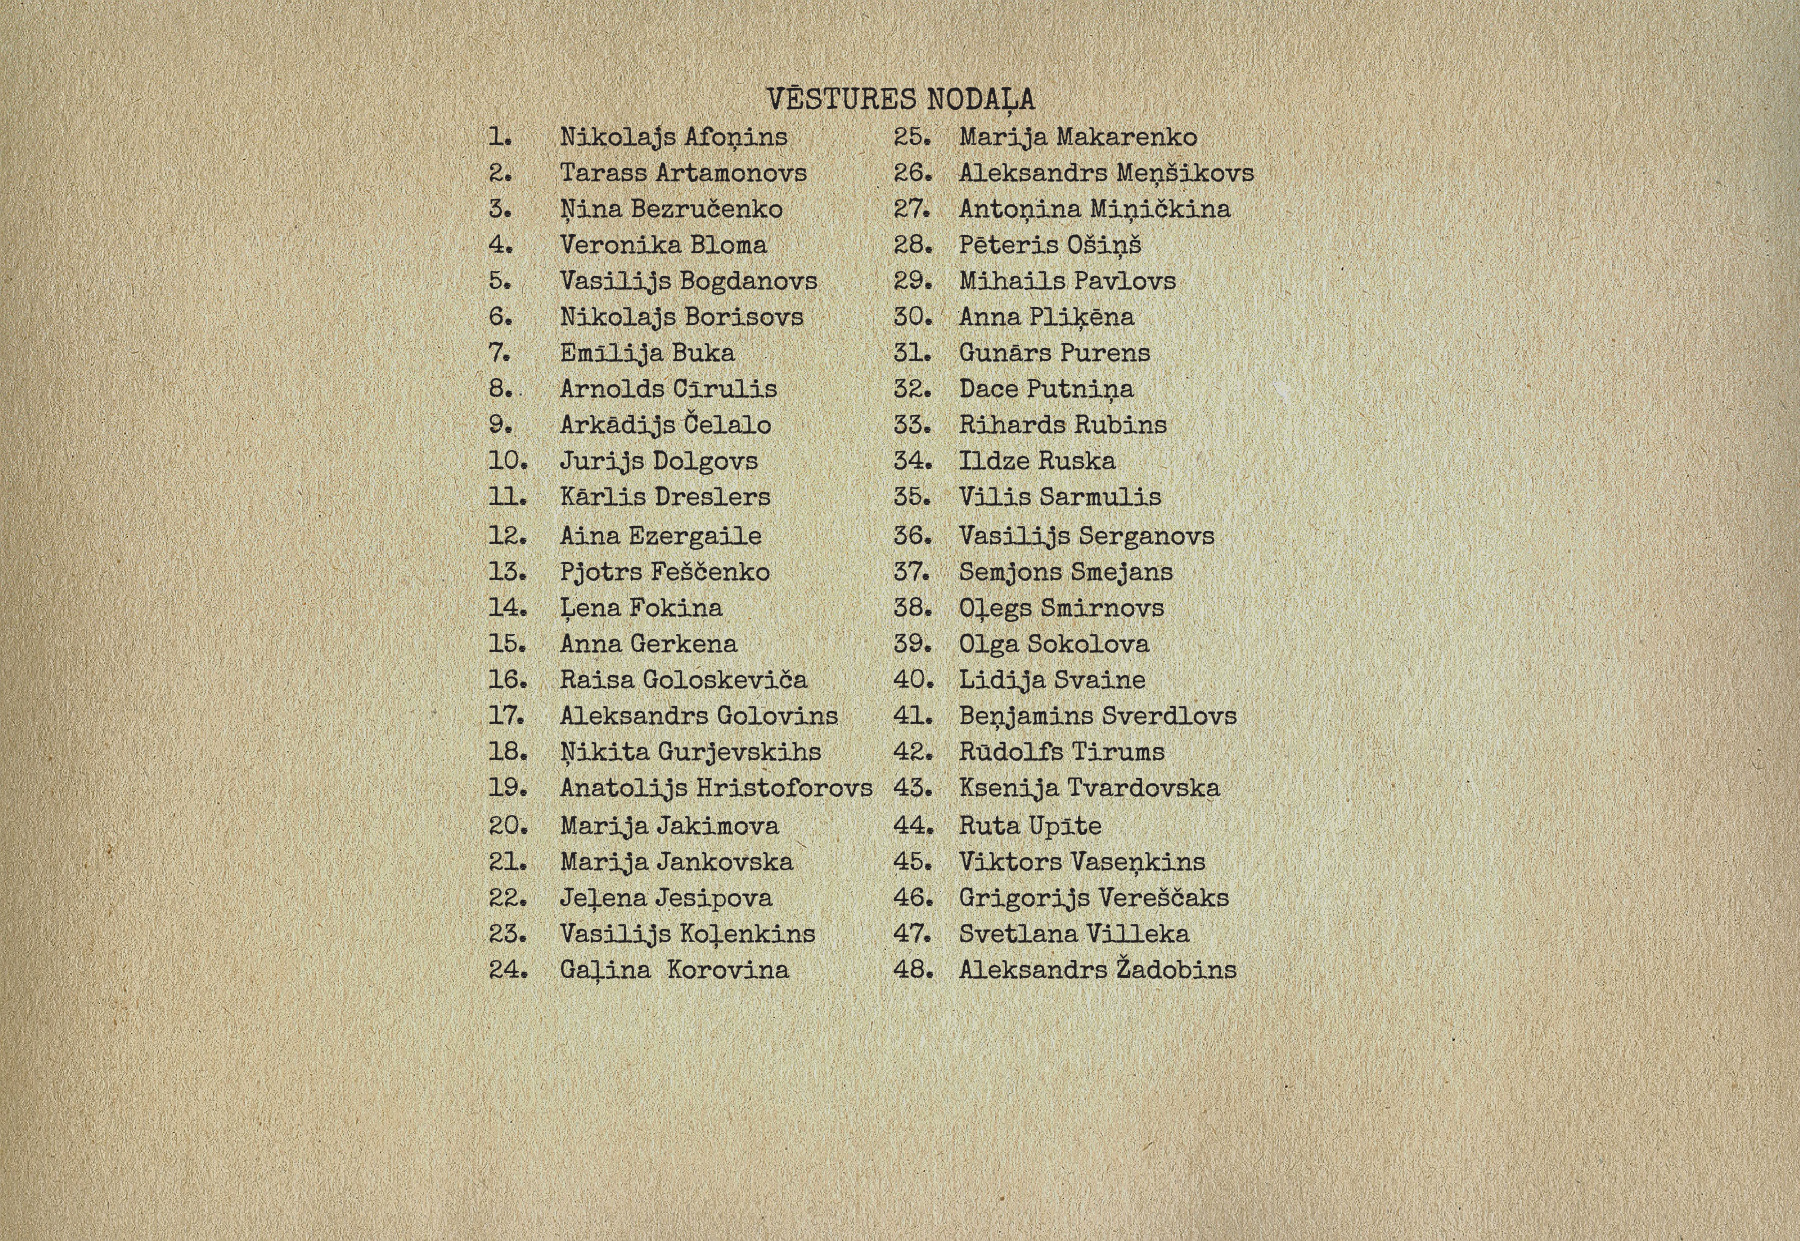 VĒSTURES NODAĻA
1. Nikolajs Afoņins
2. Tarass Artamonovs
3. Ņina Bezručenko
4. Veronika Bloma
5. Vasilijs Bogdanovs
6. Nikolajs Borisovs
7. Emīlija Buka
8. Arnolds Cīrulis
9. Arkādijs Čelalo
10. Jurijs Dolgovs
11. Kārlis Dreslers
12. Aina Ezergaile
13. Pjotrs Feščenko
14. Ļena Fokina
15. Anna Gerkena
16. Raisa Goloskeviča
17. Aleksandrs Golovins
18. Ņikita Gurjevskihs
19. Anatolijs Hristoforovs
20. Marija Jakimova
21. Marija Jankovska
22. Jeļena Jesipova
23. Vasilijs Koļenkins
24. Gaļina Korovina
25. Marija Makarenko
26. Aleksandrs Meņšikovs
27. Antoņina Miņičkina
28. Pēteris Ošiņš
29. Mihails Pavlovs
30. Anna Pliķēna
31. Gunārs Purens
32. Dace Putniņa
33. Rihards Rubins
34. Ildze Ruska
35. Vilis Sarmulis
36. Vasilijs Serganovs
37. Semjons Smejans
38. Oļegs Smirnovs
39. Olga Sokolova
40. Lidija Svaine
41. Beņjamins Sverdlovs
42. Rūdolfs Tirums
43. Ksenija Tvardovska
44. Ruta Upīte
45. Viktors Vaseņkins
46. Grigorijs Vereščaks
47. Svetlana Villeka
48. Aleksandrs Žadobins